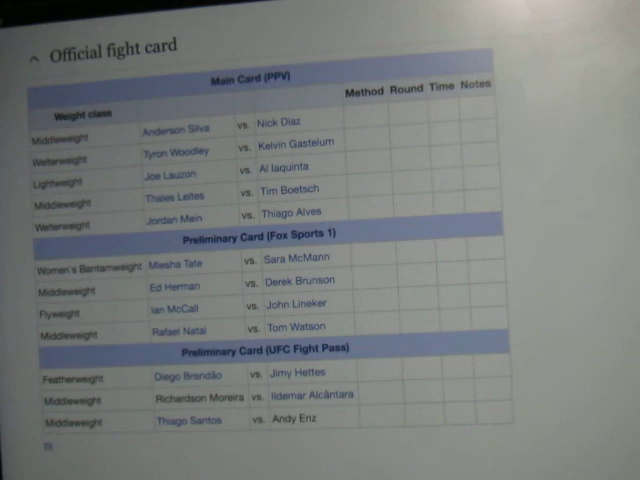 Official fight card
Main Card (PPV)
Weight class Method Round Time Notes
Middleweight Anderson Silva vs. Nick Diaz
Welterweight Tyron Woodley vs. Kelvin Gastelum
Lightweight Joe Lauzon vs. Al Iaquinta
Middleweight Thales Leites vs. Tim Boetsch
Welterweight Jordan Mein vs. Thiago Alves
Preliminary Card (Fox Sports 1)
Women's Bantamweight Miesha Tate vs. Sara McMann
Middleweight Ed Herman vs. Derek Brunson
Flyweight Ian McCall vs. John Lineker
Middleweight Rafael Natal vs. Tom Watson
Preliminary Card (UFC Fight Pass)
Featherweight Diego Brandão vs. Jimy Hettes
Middleweight Richardson Moreira vs. Ildemar Alcântara
Middleweight Thiago Santos vs. Andy Enz